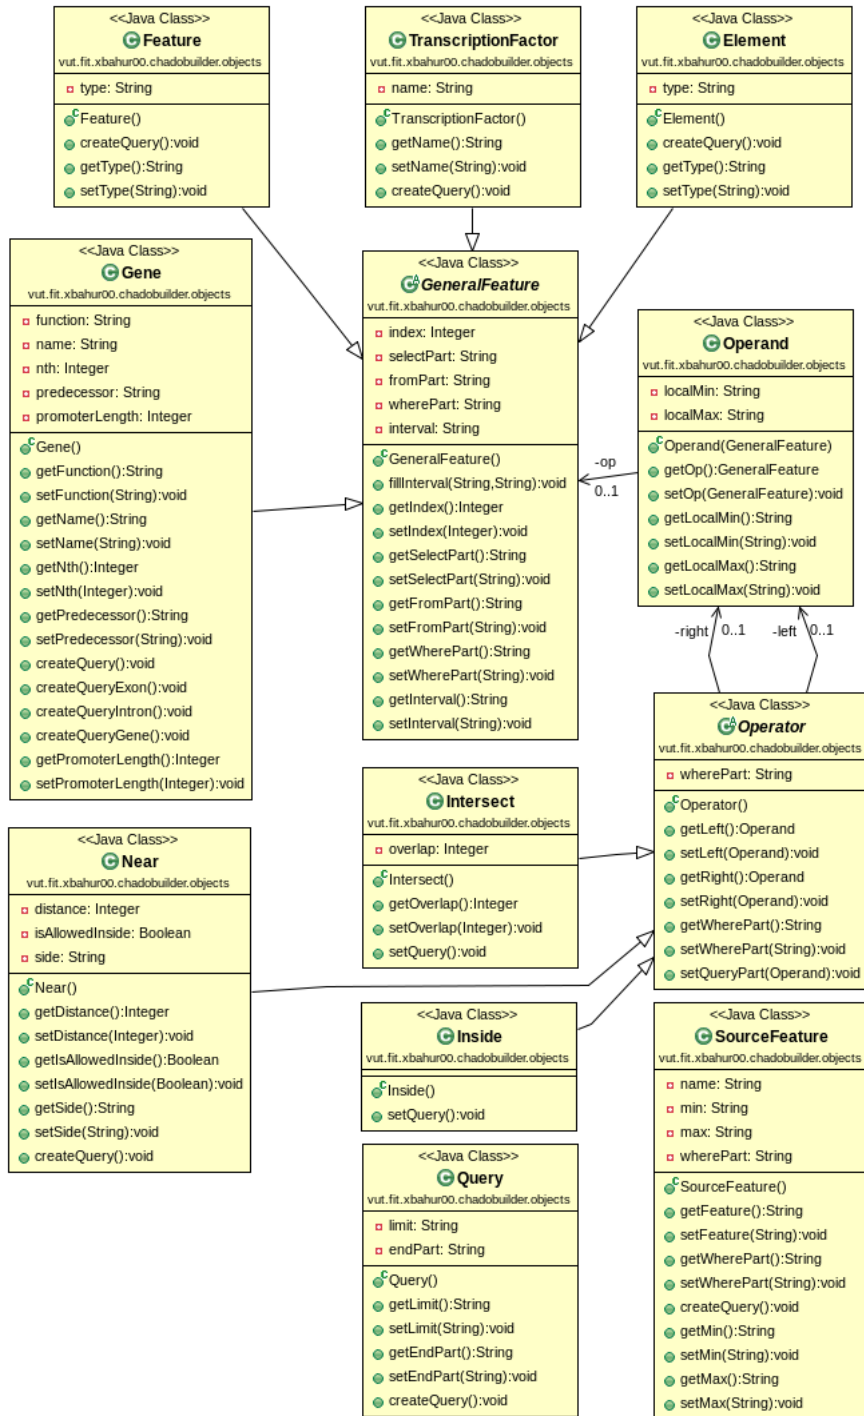 <<Java Class>>
Feature
vut.fit.xbahur00.chadobuilder.objects
type: String
Feature()
createQuery():void
getType():String
setType(String):void
<<Java Class>>
TranscriptionFactor
vut.fit.xbahur00.chadobuilder.objects
name: String
TranscriptionFactor()
getName():String
setName(String):void
createQuery():void
<<Java Class>>
Element
vut.fit.xbahur00.chadobuilder.objects
type: String
Element()
createQuery():void
getType():String
setType(String):void
<<Java Class>>
Gene
vut.fit.xbahur00.chadobuilder.objects
function: String
name: String
nth: Integer
predecessor: String
promoterLength: Integer
Gene()
getFunction():String
setFunction(String):void
getName():String
setName(String):void
getNth():Integer
setNth(Integer):void
getPredecessor():String
setPredecessor(String):void
createQuery():void
createQueryExon():void
createQueryIntron():void
createQueryGene():void
getPromoterLength():Integer
setPromoterLength(Integer):void
<<Java Class>>
GeneralFeature
vut.fit.xbahur00.chadobuilder.objects
index: Integer
selectPart: String
fromPart: String
wherePart: String
interval: String
GeneralFeature()
fillInterval(String,String):void
getIndex():Integer
setIndex(Integer):void
getSelectPart():String
setSelectPart(String):void
getFromPart():String
setFromPart(String):void
getWherePart():String
setWherePart(String):void
getInterval():String
setInterval(String):void
<<Java Class>>
Operand
vut.fit.xbahur00.chadobuilder.objects
localMin: String
localMax: String
Operand(GeneralFeature)
getOp():GeneralFeature
setOp(GeneralFeature):void
getLocalMin():String
setLocalMin(String):void
getLocalMax():String
setLocalMax(String):void
-op
0..1
-right 0..1
-left 0..1
<<Java Class>>
Operator
vut.fit.xbahur00.chadobuilder.objects
wherePart: String
Operator()
getLeft():Operand
setLeft(Operand):void
getRight():Operand
setRight(Operand):void
getWherePart():String
setWherePart(String):void
setQueryPart(Operand):void
<<Java Class>>
Intersect
vut.fit.xbahur00.chadobuilder.objects
overlap: Integer
Intersect()
getOverlap():Integer
setOverlap(Integer):void
setQuery():void
<<Java Class>>
Near
vut.fit.xbahur00.chadobuilder.objects
distance: Integer
isAllowedInside: Boolean
side: String
Near()
getDistance():Integer
setDistance(Integer):void
getIsAllowedInside():Boolean
setIsAllowedInside(Boolean):void
getSide():String
setSide(String):void
createQuery():void
<<Java Class>>
Inside
vut.fit.xbahur00.chadobuilder.objects
Inside()
setQuery():void
<<Java Class>>
SourceFeature
vut.fit.xbahur00.chadobuilder.objects
name: String
min: String
max: String
wherePart: String
SourceFeature()
getFeature():String
setFeature(String):void
getWherePart():String
setWherePart(String):void
createQuery():void
getMin():String
setMin(String):void
getMax():String
setMax(String):void
<<Java Class>>
Query
vut.fit.xbahur00.chadobuilder.objects
limit: String
endPart: String
Query()
getLimit():String
setLimit(String):void
getEndPart():String
setEndPart(String):void
createQuery():void